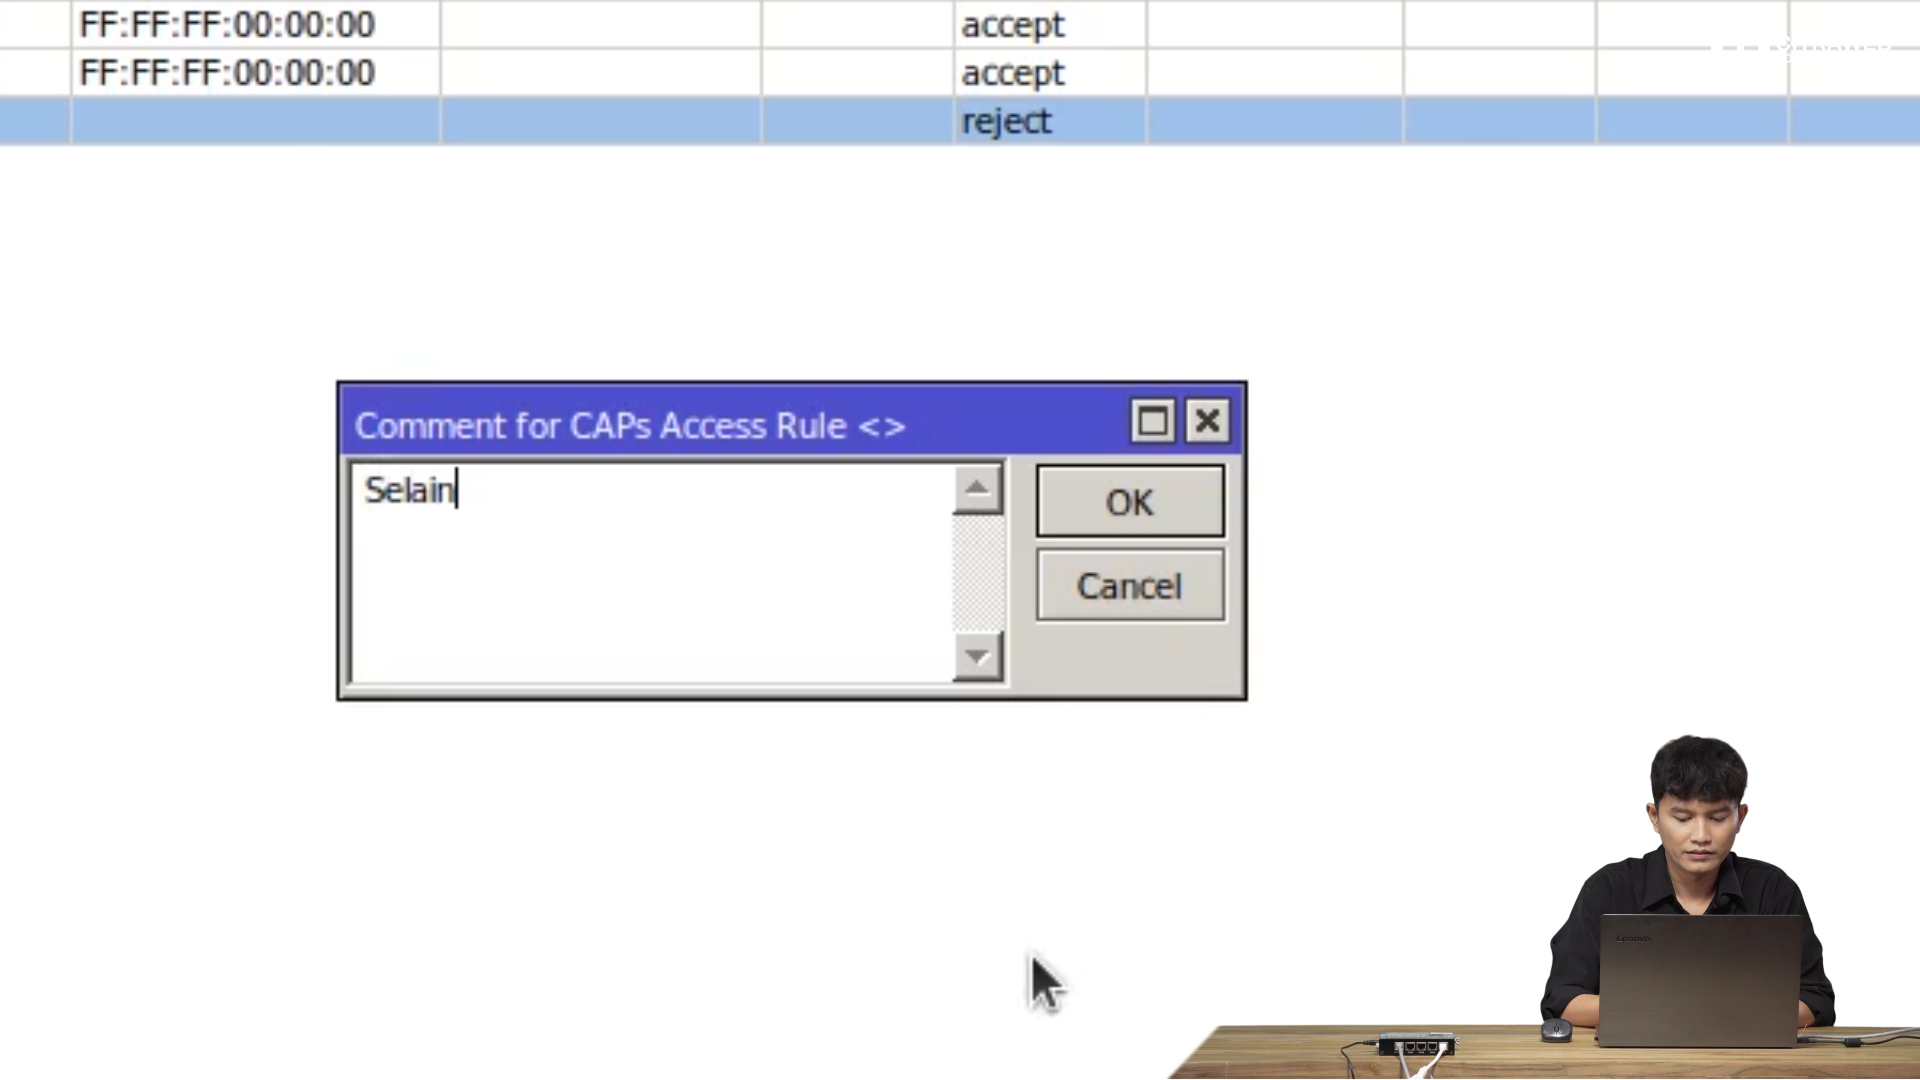 FF:FF:FF:00:00:00 accept
FF:FF:FF:00:00:00 accept
reject
Comment for CAPs Access Rule <>
Selain
OK
Cancel
Lenovo